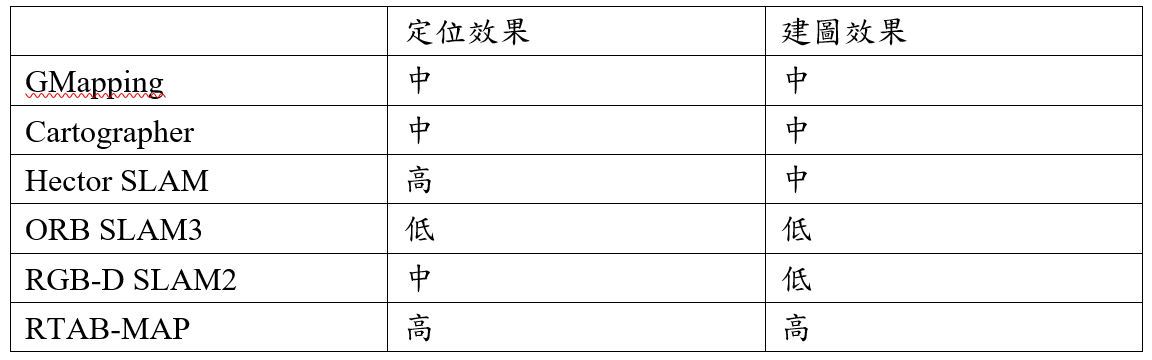 定位效果 建圖效果
GMapping 中 中
Cartographer 中 中
Hector SLAM 高 中
ORB SLAM3 低 低
RGB-D SLAM2 中 低
RTAB-MAP 高 高